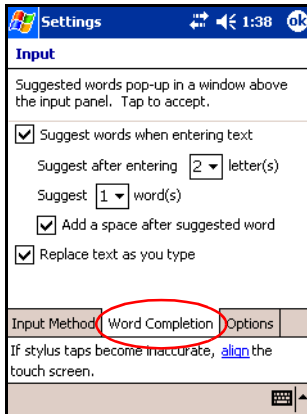 Settings 1:38 ok
Input
Suggested words pop-up in a window above
the input panel. Tap to accept.
Suggest words when entering text
Suggest after entering 2 letter(s)
Suggest 1 word(s)
Add a space after suggested word
Replace text as you type
Input Method Word Completion Options
If stylus taps become inaccurate, align the
touch screen.